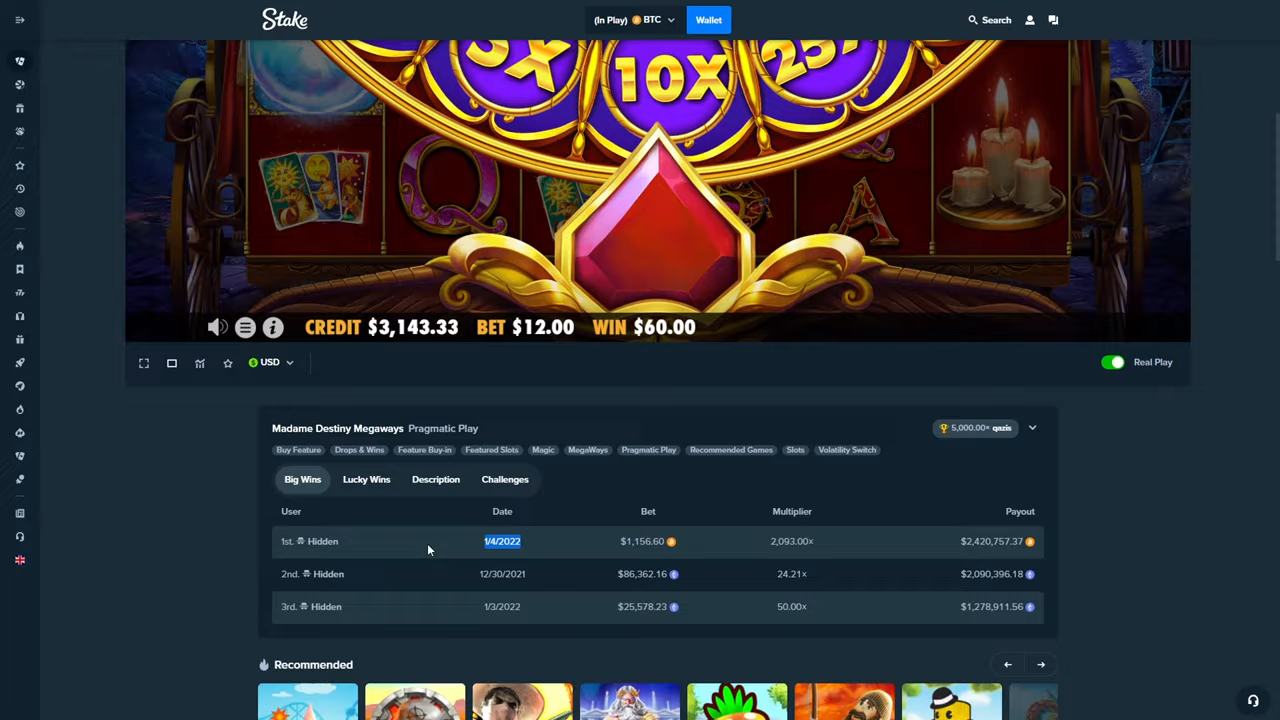 Stake
(In Play) BTC
Wallet
Search
5X
10X
25X
Q
A
CREDIT $3,143.33 BET $12.00 WIN $60.00
USD
Real Play
Madame Destiny Megaways Pragmatic Play
5,000.00× qazis
Buy Feature Drops & Wins Feature Buy-in Featured Slots Magic MegaWays Pragmatic Play Recommended Games Slots Volatility Switch
Big Wins Lucky Wins Description Challenges
User Date Bet Multiplier Payout
1st. Hidden 1/4/2022 $1,156.60 2,093.00× $2,420,757.37
2nd. Hidden 12/30/2021 $86,362.16 24.21× $2,090,396.18
3rd. Hidden 1/3/2022 $25,578.23 50.00× $1,278,911.56
Recommended